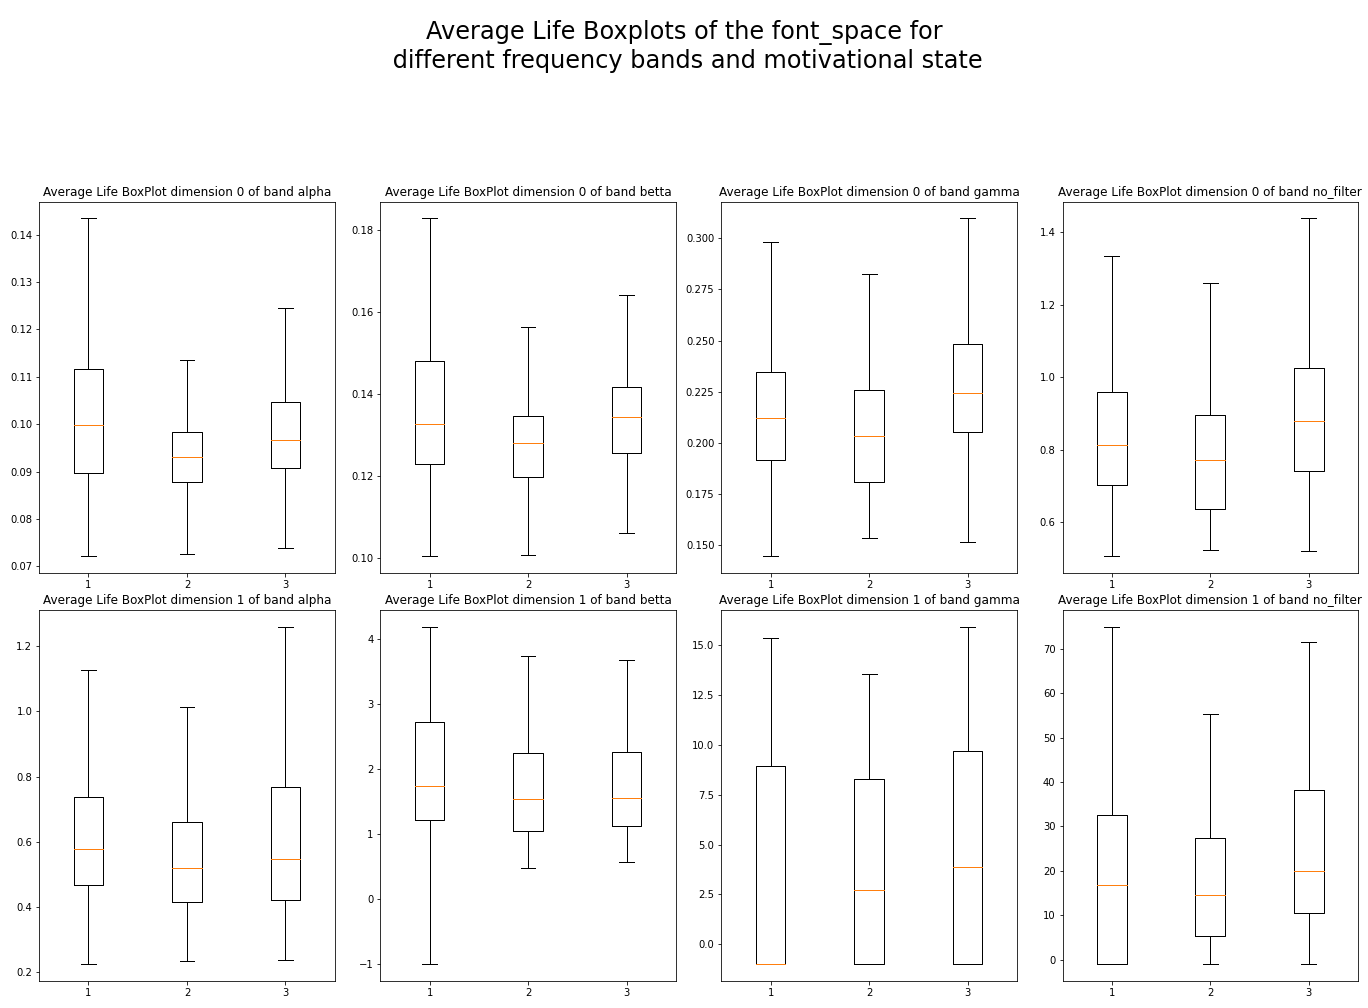 Average Life Boxplots of the font_space for
different frequency bands and motivational state
Average Life BoxPlot dimension 0 of band alpha
0.14
0.13
0.12
0.11
0.10
0.09
0.08
0.07
1 2 3
Average Life BoxPlot dimension 0 of band betta
0.18
0.16
0.14
0.12
0.10
1 2 3
Average Life BoxPlot dimension 0 of band gamma
0.300
0.275
0.250
0.225
0.200
0.175
0.150
1 2 3
Average Life BoxPlot dimension 0 of band no_filter
1.4
1.2
1.0
0.8
0.6
1 2 3
Average Life BoxPlot dimension 1 of band alpha
1.2
1.0
0.8
0.6
0.4
0.2
1 2 3
Average Life BoxPlot dimension 1 of band betta
4
3
2
1
0
−1
1 2 3
Average Life BoxPlot dimension 1 of band gamma
15.0
12.5
10.0
7.5
5.0
2.5
0.0
1 2 3
Average Life BoxPlot dimension 1 of band no_filter
70
60
50
40
30
20
10
0
1 2 3